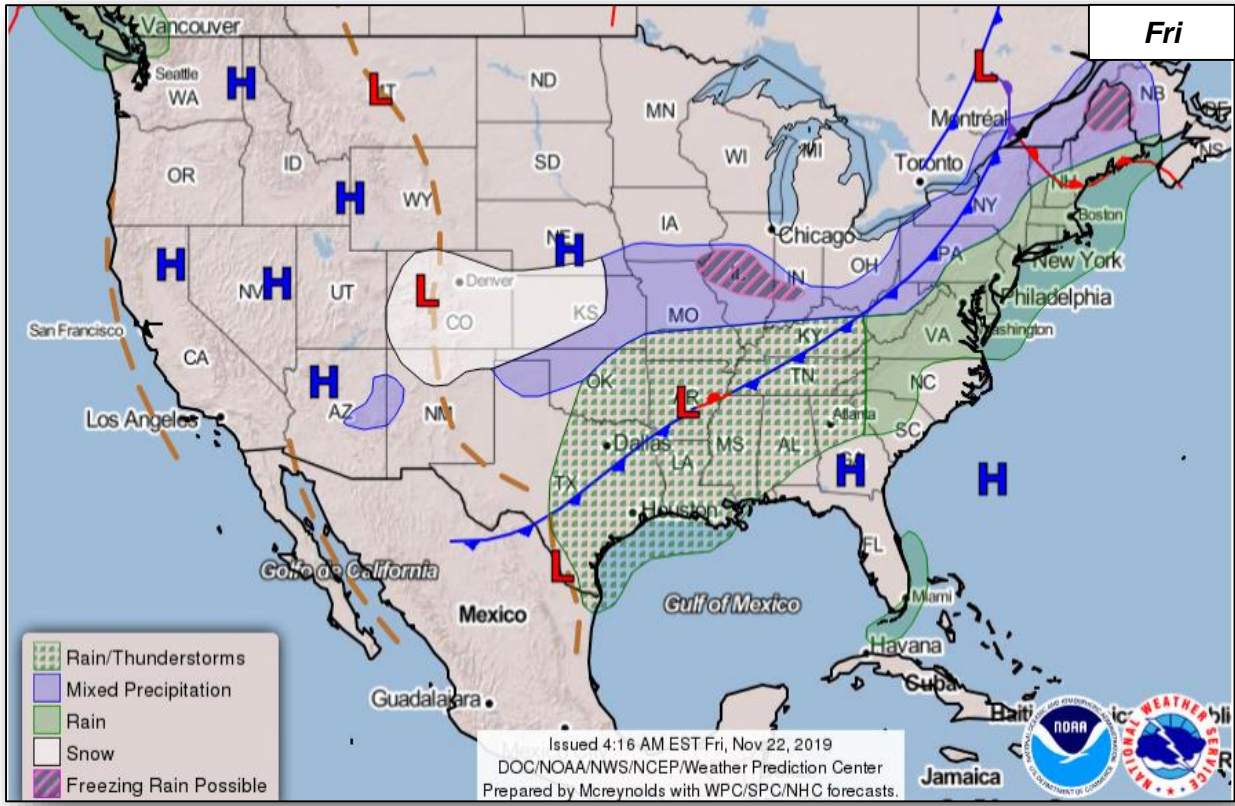 Fri
Vancouver
Seattle
WA
H
L
ND
MN
L
Montréal
NB
OR
ID
SD
WI
MI
Toronto
NS
H
WY
NH
IA
NY
Boston
H
NE
H
Chicago
H
NV
UT
L
Denver
CO
KS
IN
OH
PA
New York
MO
Philadelphia
San Francisco
CA
KY
VA
Washington
H
AZ
NM
OK
AR
L
TN
NC
Los Angeles
Dallas
Atlanta
SC
TX
LA
MS
AL
GA
H
H
Houston
FL
L
Golfo de California
Mexico
Gulf of Mexico
Miami
Havana
Cuba
Guadalajara
Jamaica
Rain/Thunderstorms
Mixed Precipitation
Rain
Snow
Freezing Rain Possible
Issued 4:16 AM EST Fri, Nov 22, 2019
DOC/NOAA/NWS/NCEP/Weather Prediction Center
Prepared by Mcreynolds with WPC/SPC/NHC forecasts.
NOAA
NATIONAL WEATHER SERVICE